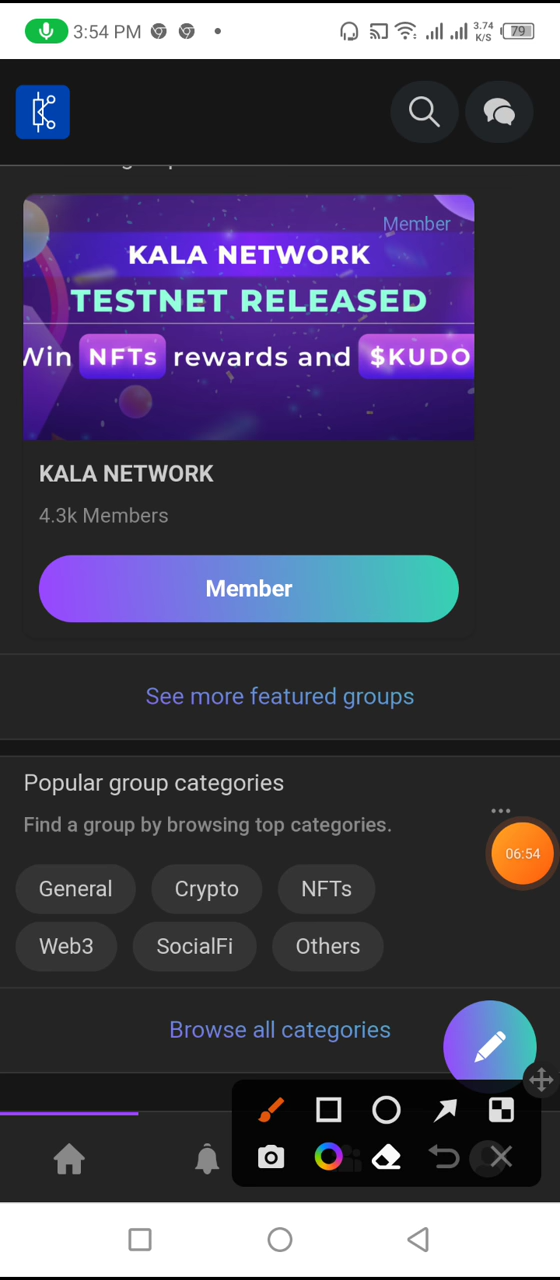 3:54 PM
3.74
K/S
79
Member
KALA NETWORK
TESTNET RELEASED
Win NFTs rewards and $KUDO
KALA NETWORK
4.3k Members
Member
See more featured groups
Popular group categories
Find a group by browsing top categories.
06:54
General Crypto NFTs
Web3 SocialFi Others
Browse all categories